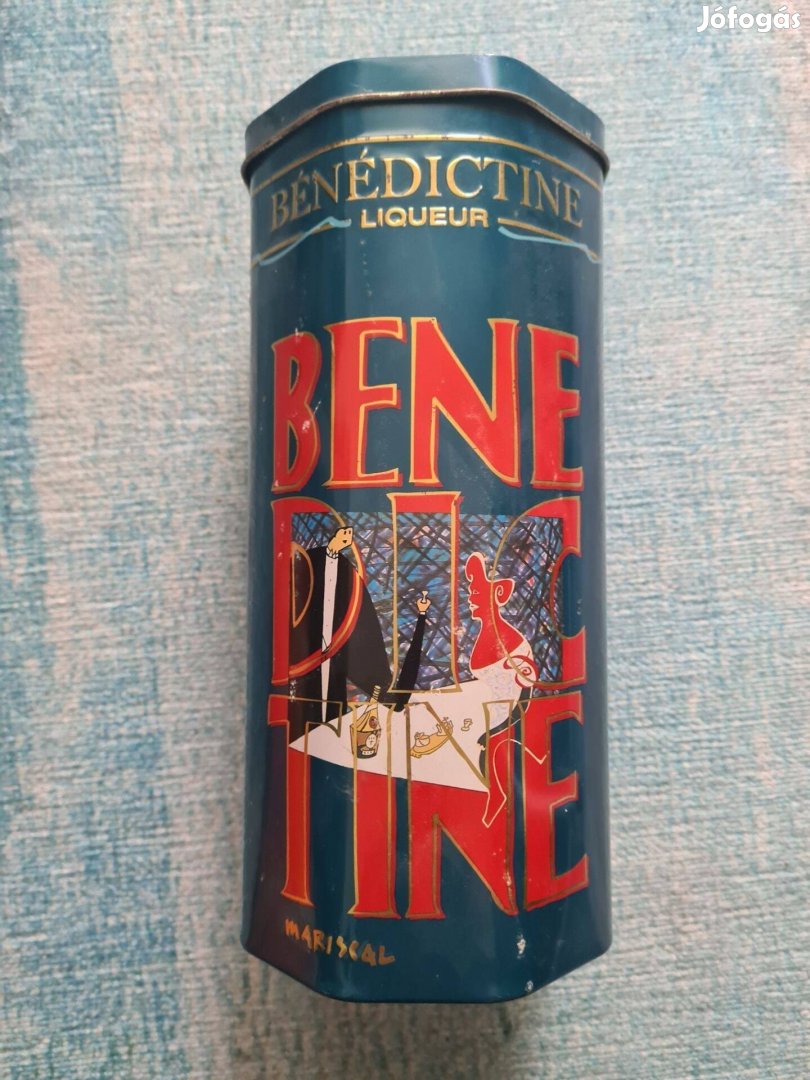 Jófogás
BÉNÉDICTINE
LIQUEUR
BENE
DIC
TINE
MARISCAL